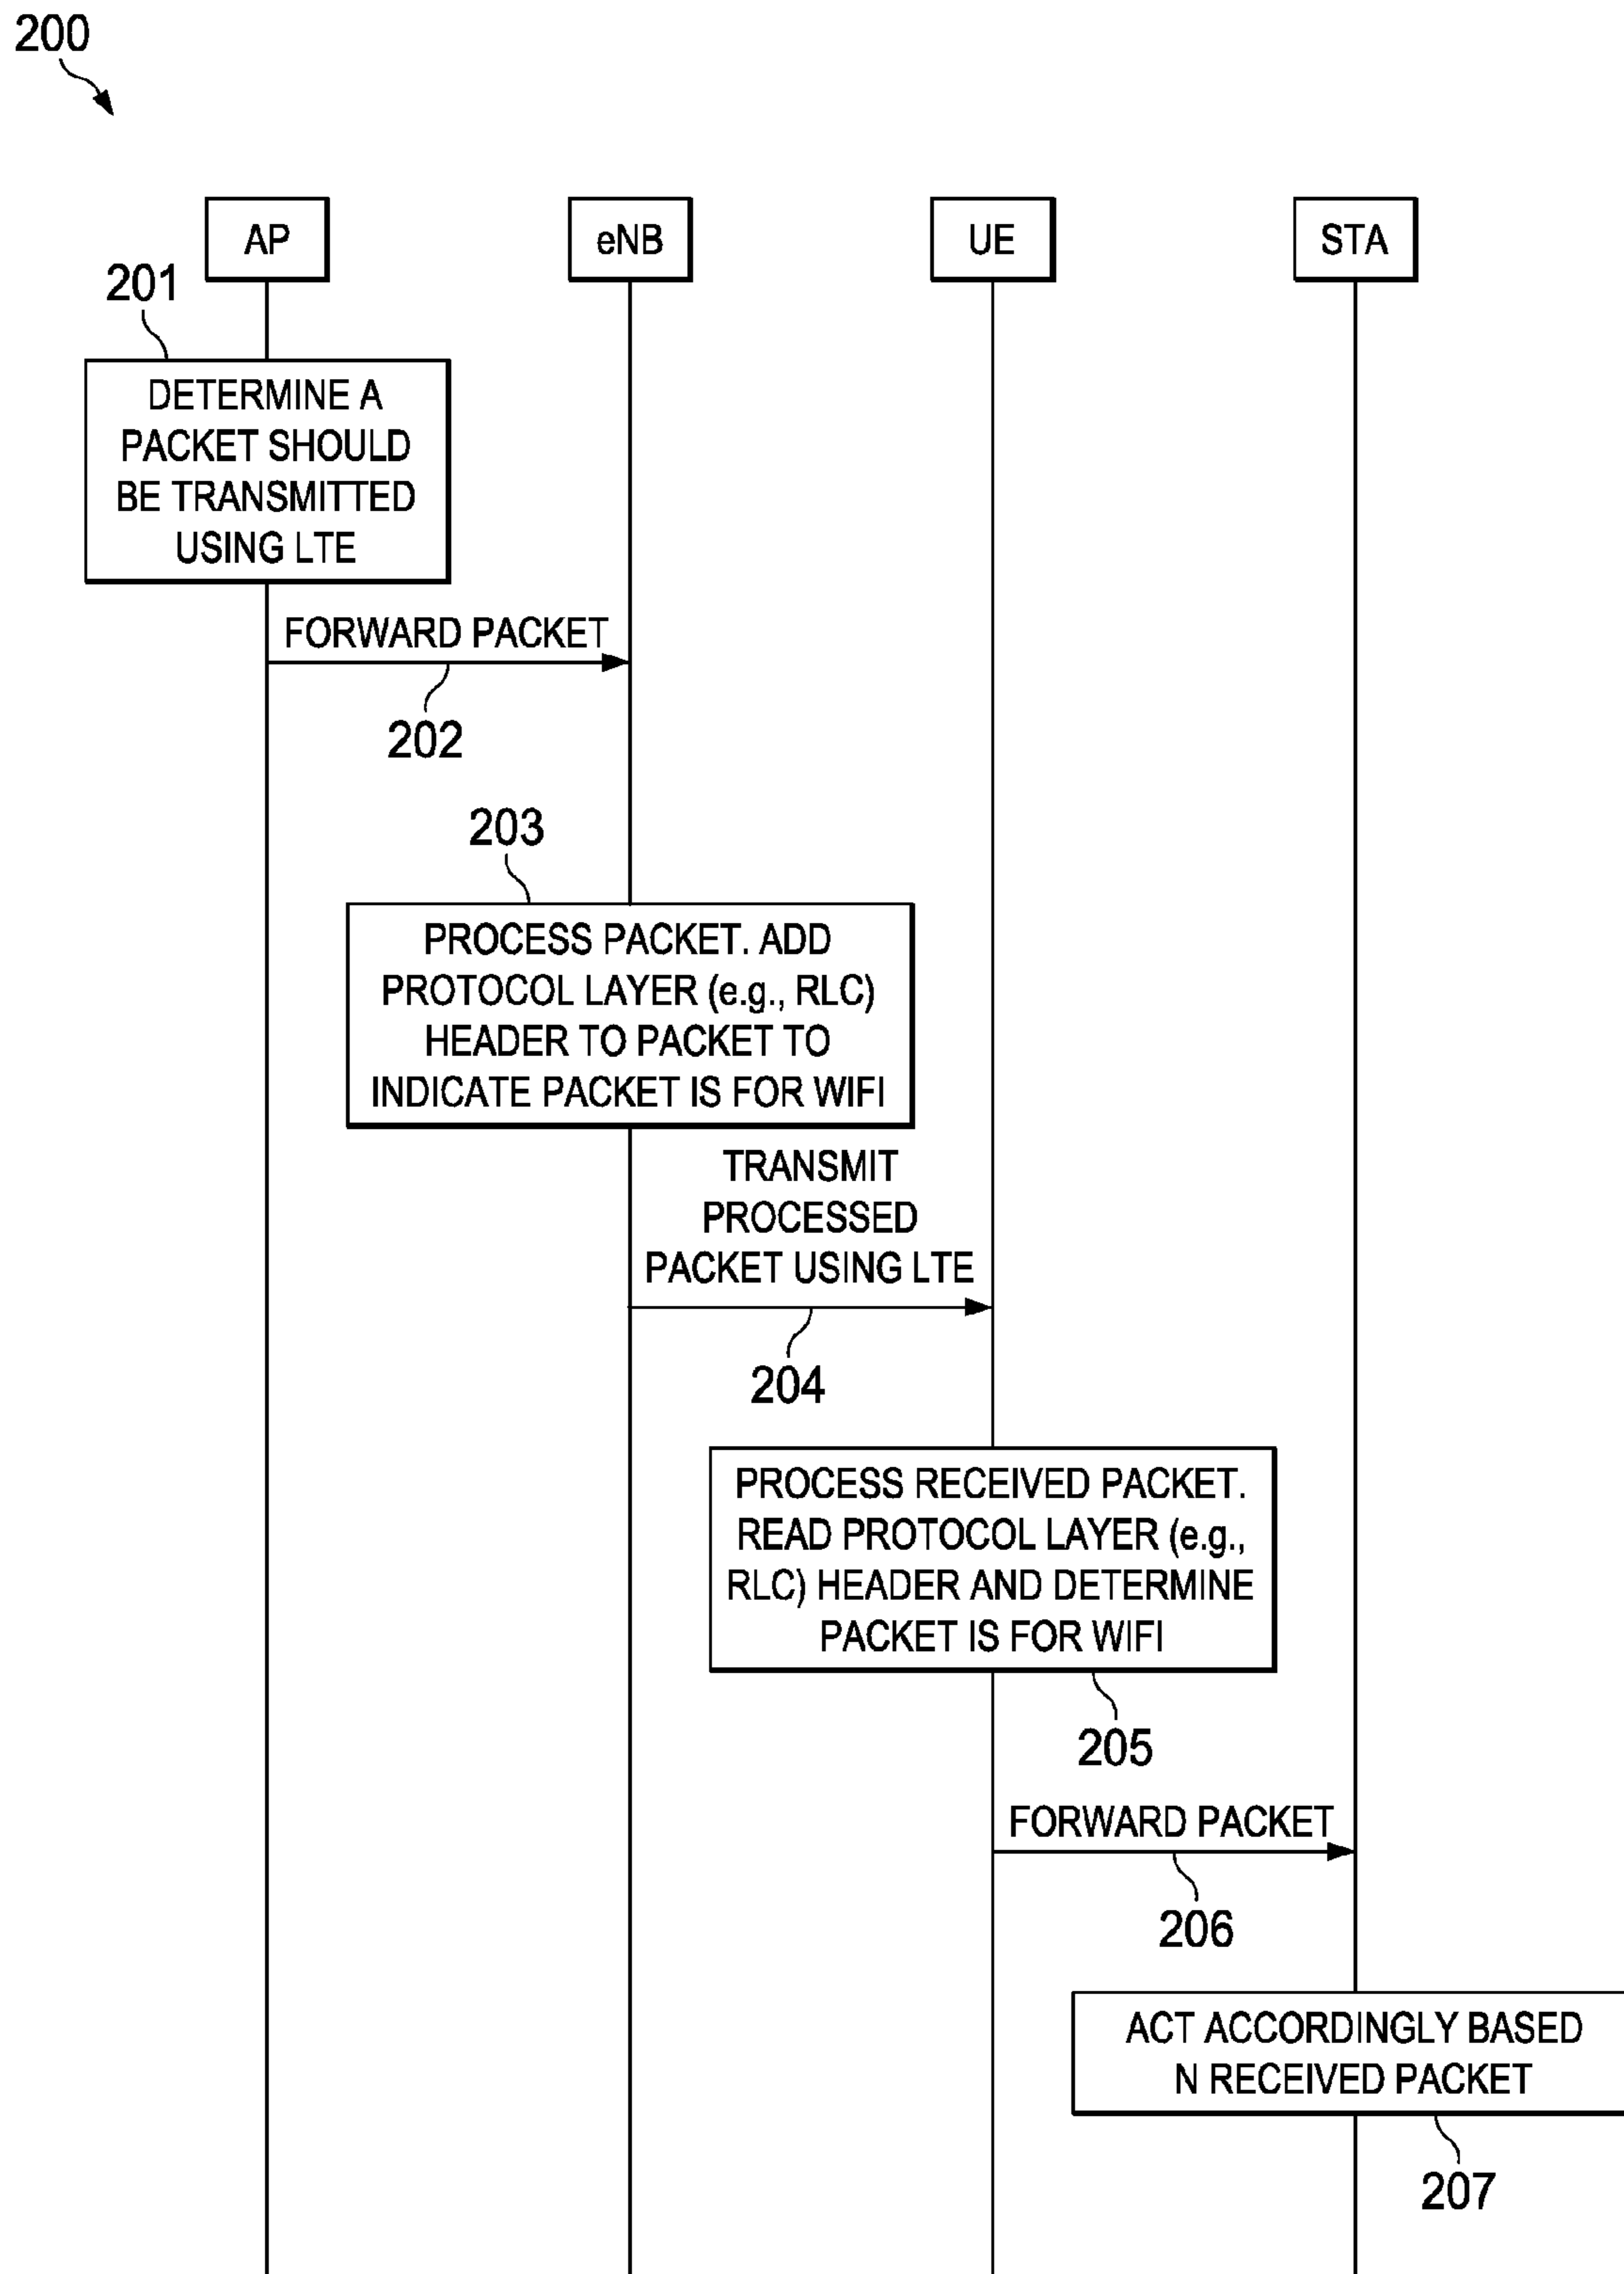 200
AP
eNB
UE
STA
201
DETERMINE A
PACKET SHOULD
BE TRANSMITTED
USING LTE
FORWARD PACKET
202
203
PROCESS PACKET. ADD
PROTOCOL LAYER (e.g., RLC)
HEADER TO PACKET TO
INDICATE PACKET IS FOR WIFI
TRANSMIT
PROCESSED
PACKET USING LTE
204
PROCESS RECEIVED PACKET.
READ PROTOCOL LAYER (e.g.,
RLC) HEADER AND DETERMINE
PACKET IS FOR WIFI
205
FORWARD PACKET
206
ACT ACCORDINGLY BASED
N RECEIVED PACKET
207